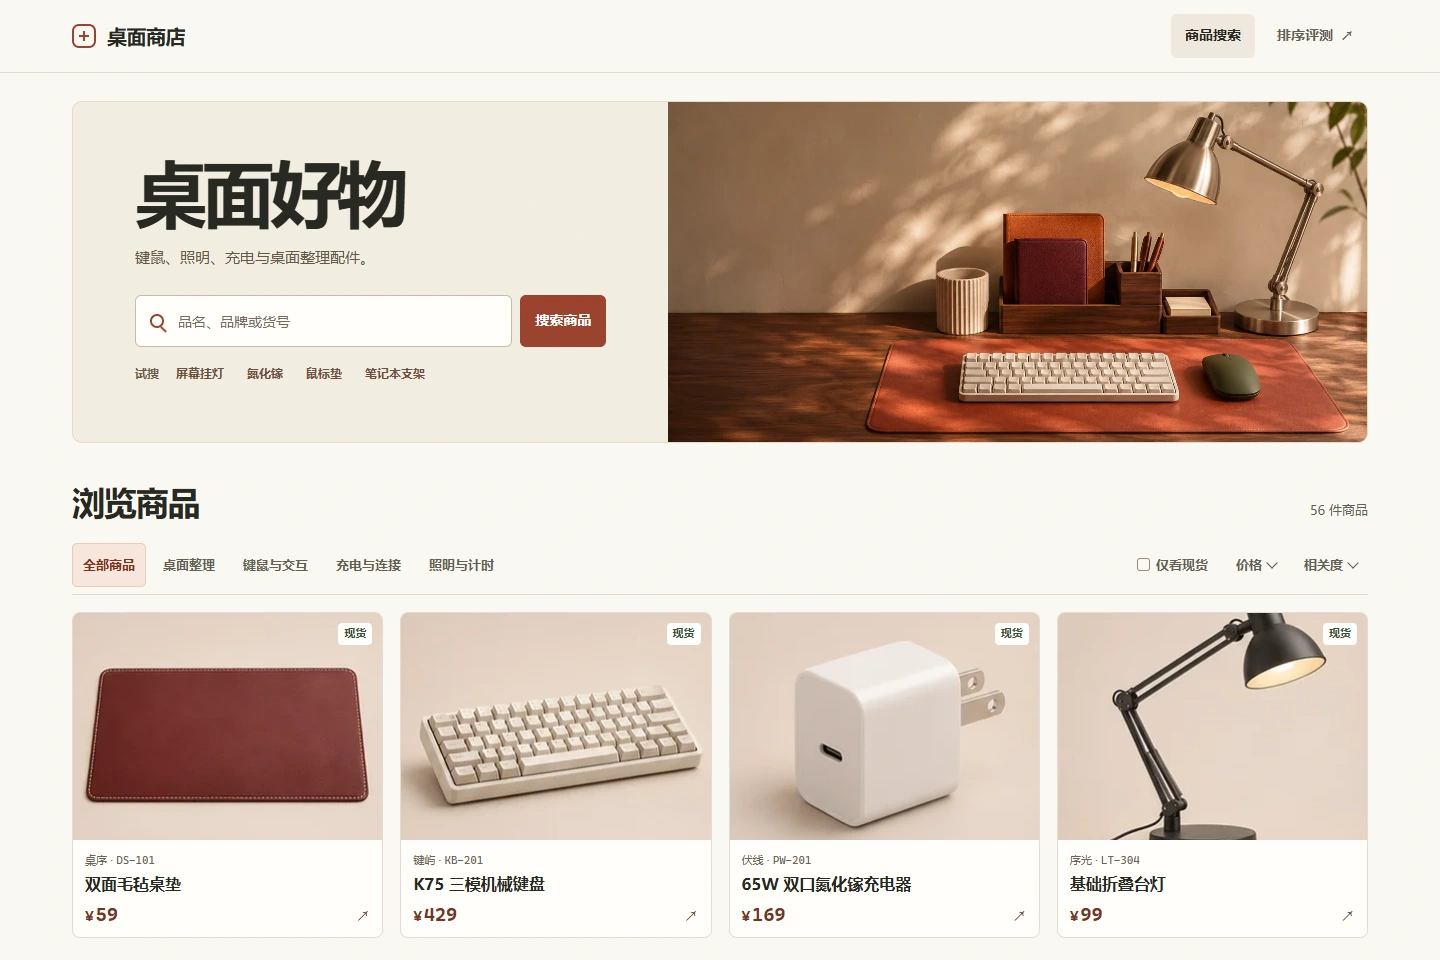 桌面商店
商品搜索
排序评测 ↗
桌面好物
键鼠、照明、充电与桌面整理配件。
品名、品牌或货号
搜索商品
试搜 屏幕挂灯 氮化镓 鼠标垫 笔记本支架
浏览商品
56 件商品
全部商品 桌面整理 键鼠与交互 充电与连接 照明与计时
仅看现货 价格 相关度
现货
桌序 · DS-101
双面毛毡桌垫
¥59 ↗
现货
键屿 · KB-201
K75 三模机械键盘
¥429 ↗
现货
伏线 · PW-201
65W 双口氮化镓充电器
¥169 ↗
现货
序光 · LT-304
基础折叠台灯
¥99 ↗